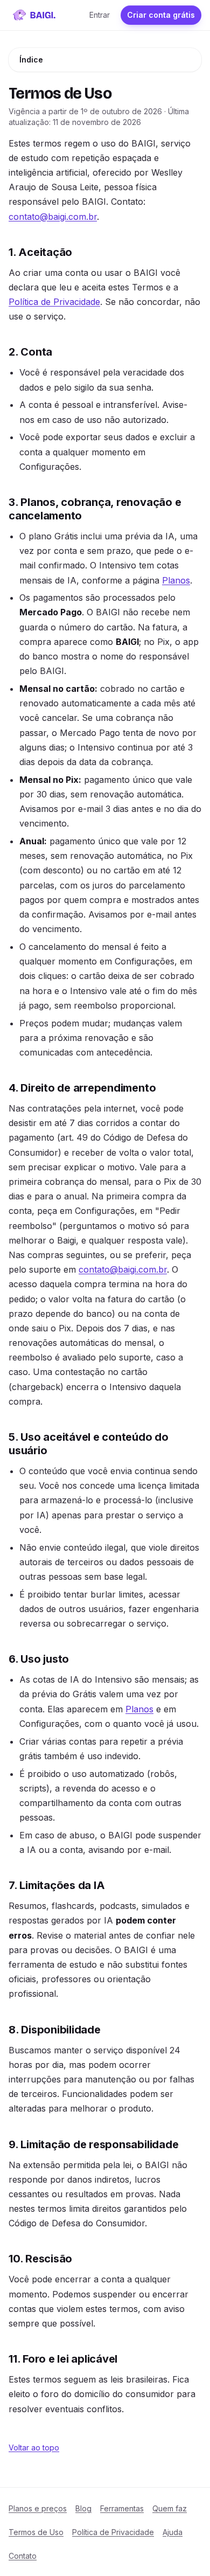 BAIGI.
Entrar
Criar conta grátis
Índice
Termos de Uso
Vigência a partir de 1º de outubro de 2026 · Última
atualização: 11 de novembro de 2026
Estes termos regem o uso do BAIGI, serviço
de estudo com repetição espaçada e
inteligência artificial, oferecido por Weslley
Araujo de Sousa Leite, pessoa física
responsável pelo BAIGI. Contato:
contato@baigi.com.br.
1. Aceitação
Ao criar uma conta ou usar o BAIGI você
declara que leu e aceita estes Termos e a
Política de Privacidade. Se não concordar, não
use o serviço.
2. Conta
• Você é responsável pela veracidade dos
dados e pelo sigilo da sua senha.
• A conta é pessoal e intransferível. Avise-
nos em caso de uso não autorizado.
• Você pode exportar seus dados e excluir a
conta a qualquer momento em
Configurações.
3. Planos, cobrança, renovação e
cancelamento
• O plano Grátis inclui uma prévia da IA, uma
vez por conta e sem prazo, que pede o e-
mail confirmado. O Intensivo tem cotas
mensais de IA, conforme a página Planos.
• Os pagamentos são processados pelo
Mercado Pago. O BAIGI não recebe nem
guarda o número do cartão. Na fatura, a
compra aparece como BAIGI; no Pix, o app
do banco mostra o nome do responsável
pelo BAIGI.
• Mensal no cartão: cobrado no cartão e
renovado automaticamente a cada mês até
você cancelar. Se uma cobrança não
passar, o Mercado Pago tenta de novo por
alguns dias; o Intensivo continua por até 3
dias depois da data da cobrança.
• Mensal no Pix: pagamento único que vale
por 30 dias, sem renovação automática.
Avisamos por e-mail 3 dias antes e no dia do
vencimento.
• Anual: pagamento único que vale por 12
meses, sem renovação automática, no Pix
(com desconto) ou no cartão em até 12
parcelas, com os juros do parcelamento
pagos por quem compra e mostrados antes
da confirmação. Avisamos por e-mail antes
do vencimento.
• O cancelamento do mensal é feito a
qualquer momento em Configurações, em
dois cliques: o cartão deixa de ser cobrado
na hora e o Intensivo vale até o fim do mês
já pago, sem reembolso proporcional.
• Preços podem mudar; mudanças valem
para a próxima renovação e são
comunicadas com antecedência.
4. Direito de arrependimento
Nas contratações pela internet, você pode
desistir em até 7 dias corridos a contar do
pagamento (art. 49 do Código de Defesa do
Consumidor) e receber de volta o valor total,
sem precisar explicar o motivo. Vale para a
primeira cobrança do mensal, para o Pix de 30
dias e para o anual. Na primeira compra da
conta, peça em Configurações, em "Pedir
reembolso" (perguntamos o motivo só para
melhorar o Baigi, e qualquer resposta vale).
Nas compras seguintes, ou se preferir, peça
pelo suporte em contato@baigi.com.br. O
acesso daquela compra termina na hora do
pedido; o valor volta na fatura do cartão (o
prazo depende do banco) ou na conta de
onde saiu o Pix. Depois dos 7 dias, e nas
renovações automáticas do mensal, o
reembolso é avaliado pelo suporte, caso a
caso. Uma contestação no cartão
(chargeback) encerra o Intensivo daquela
compra.
5. Uso aceitável e conteúdo do
usuário
• O conteúdo que você envia continua sendo
seu. Você nos concede uma licença limitada
para armazená-lo e processá-lo (inclusive
por IA) apenas para prestar o serviço a
você.
• Não envie conteúdo ilegal, que viole direitos
autorais de terceiros ou dados pessoais de
outras pessoas sem base legal.
• É proibido tentar burlar limites, acessar
dados de outros usuários, fazer engenharia
reversa ou sobrecarregar o serviço.
6. Uso justo
• As cotas de IA do Intensivo são mensais; as
da prévia do Grátis valem uma vez por
conta. Elas aparecem em Planos e em
Configurações, com o quanto você já usou.
• Criar várias contas para repetir a prévia
grátis também é uso indevido.
• É proibido o uso automatizado (robôs,
scripts), a revenda do acesso e o
compartilhamento da conta com outras
pessoas.
• Em caso de abuso, o BAIGI pode suspender
a IA ou a conta, avisando por e-mail.
7. Limitações da IA
Resumos, flashcards, podcasts, simulados e
respostas gerados por IA podem conter
erros. Revise o material antes de confiar nele
para provas ou decisões. O BAIGI é uma
ferramenta de estudo e não substitui fontes
oficiais, professores ou orientação
profissional.
8. Disponibilidade
Buscamos manter o serviço disponível 24
horas por dia, mas podem ocorrer
interrupções para manutenção ou por falhas
de terceiros. Funcionalidades podem ser
alteradas para melhorar o produto.
9. Limitação de responsabilidade
Na extensão permitida pela lei, o BAIGI não
responde por danos indiretos, lucros
cessantes ou resultados em provas. Nada
nestes termos limita direitos garantidos pelo
Código de Defesa do Consumidor.
10. Rescisão
Você pode encerrar a conta a qualquer
momento. Podemos suspender ou encerrar
contas que violem estes termos, com aviso
sempre que possível.
11. Foro e lei aplicável
Estes termos seguem as leis brasileiras. Fica
eleito o foro do domicílio do consumidor para
resolver eventuais conflitos.
Voltar ao topo
Planos e preços Blog Ferramentas Quem faz
Termos de Uso Política de Privacidade Ajuda
Contato